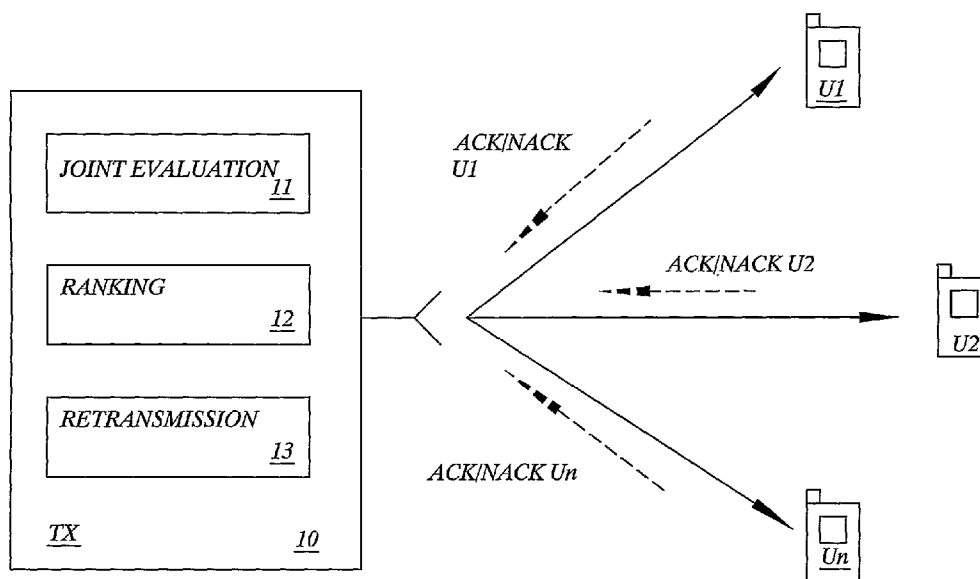 JOINT EVALUATION
11
RANKING
12
RETRANSMISSION
13
TX
10
ACK/NACK
U1
ACK/NACK U2
ACK/NACK Un
U1
U2
Un